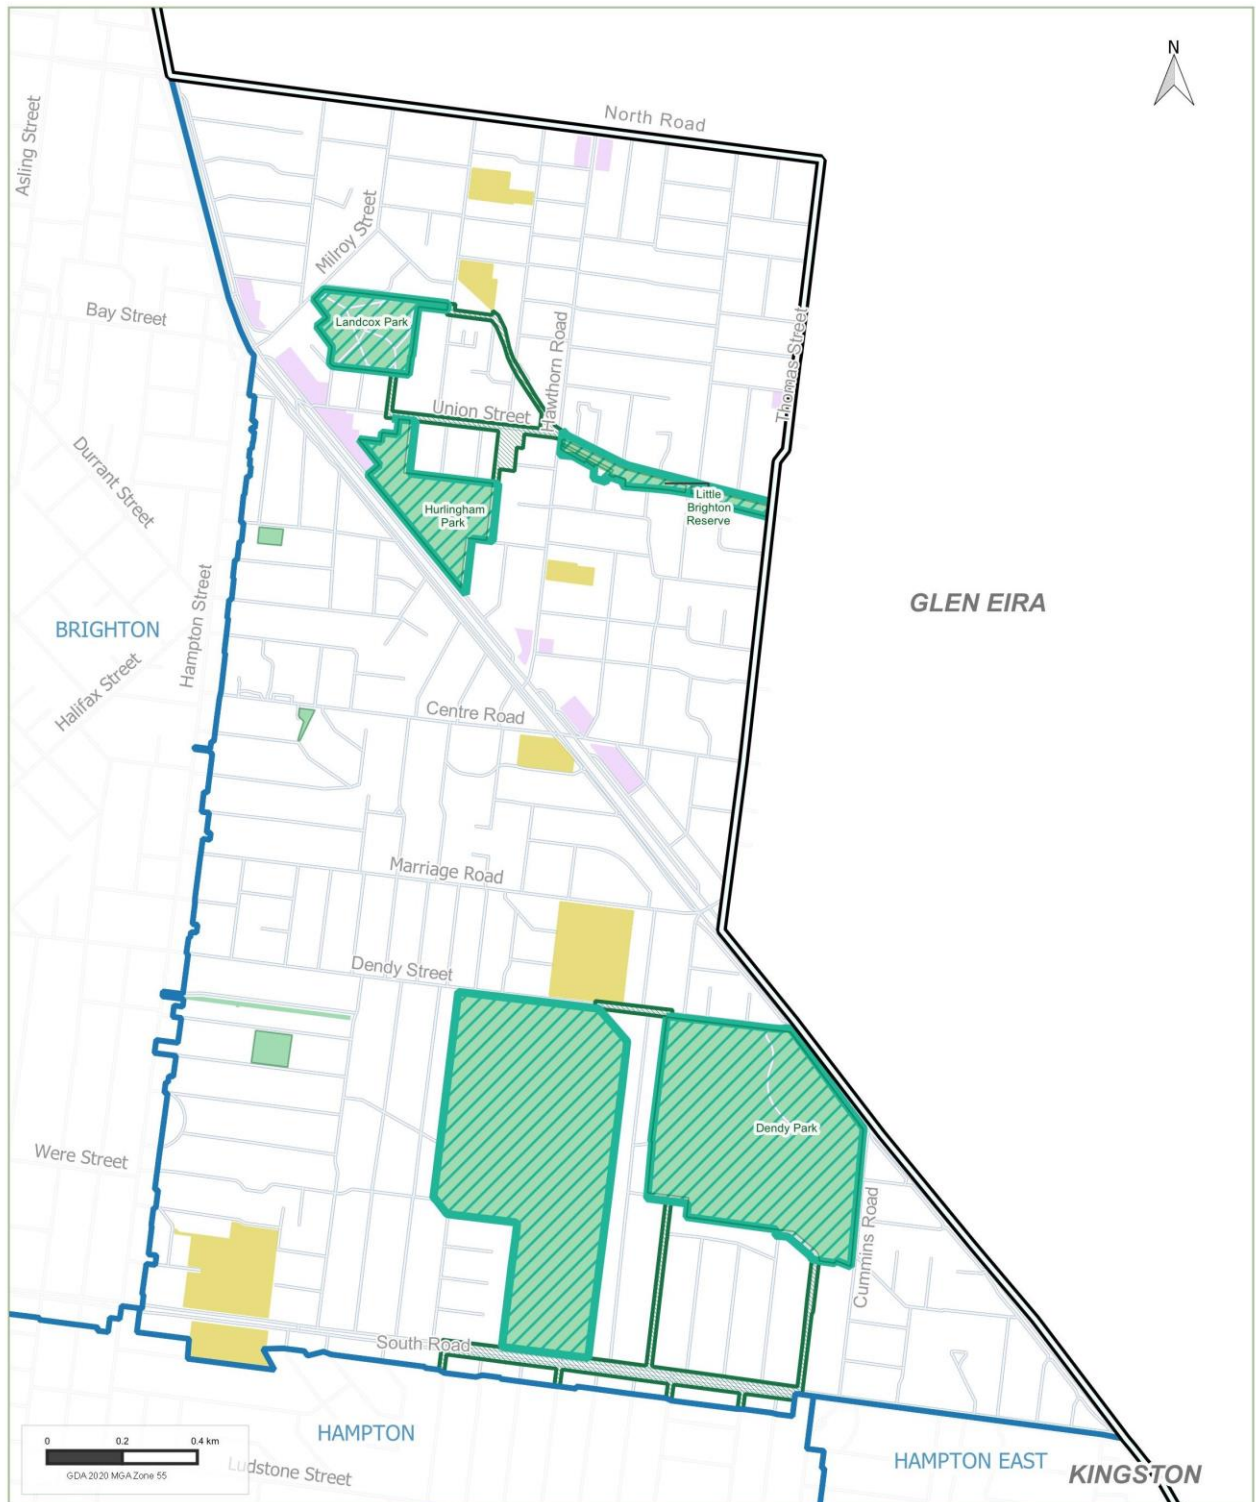 N
North Road
Asling Street
Milroy Street
Bay Street
Landcox Park
Hawthorn Road
Thomas Street
Union Street
Durrant Street
Little
Brighton
Reserve
Hurlingham
Park
GLEN EIRA
BRIGHTON
Hampton Street
Halifax Street
Centre Road
Marriage Road
Dendy Street
Dendy Park
Were Street
Cummins Road
South Road
HAMPTON
HAMPTON EAST
KINGSTON
0 0.2 0.4 km
GDA 2020 MGA Zone 55
Ludstone Street